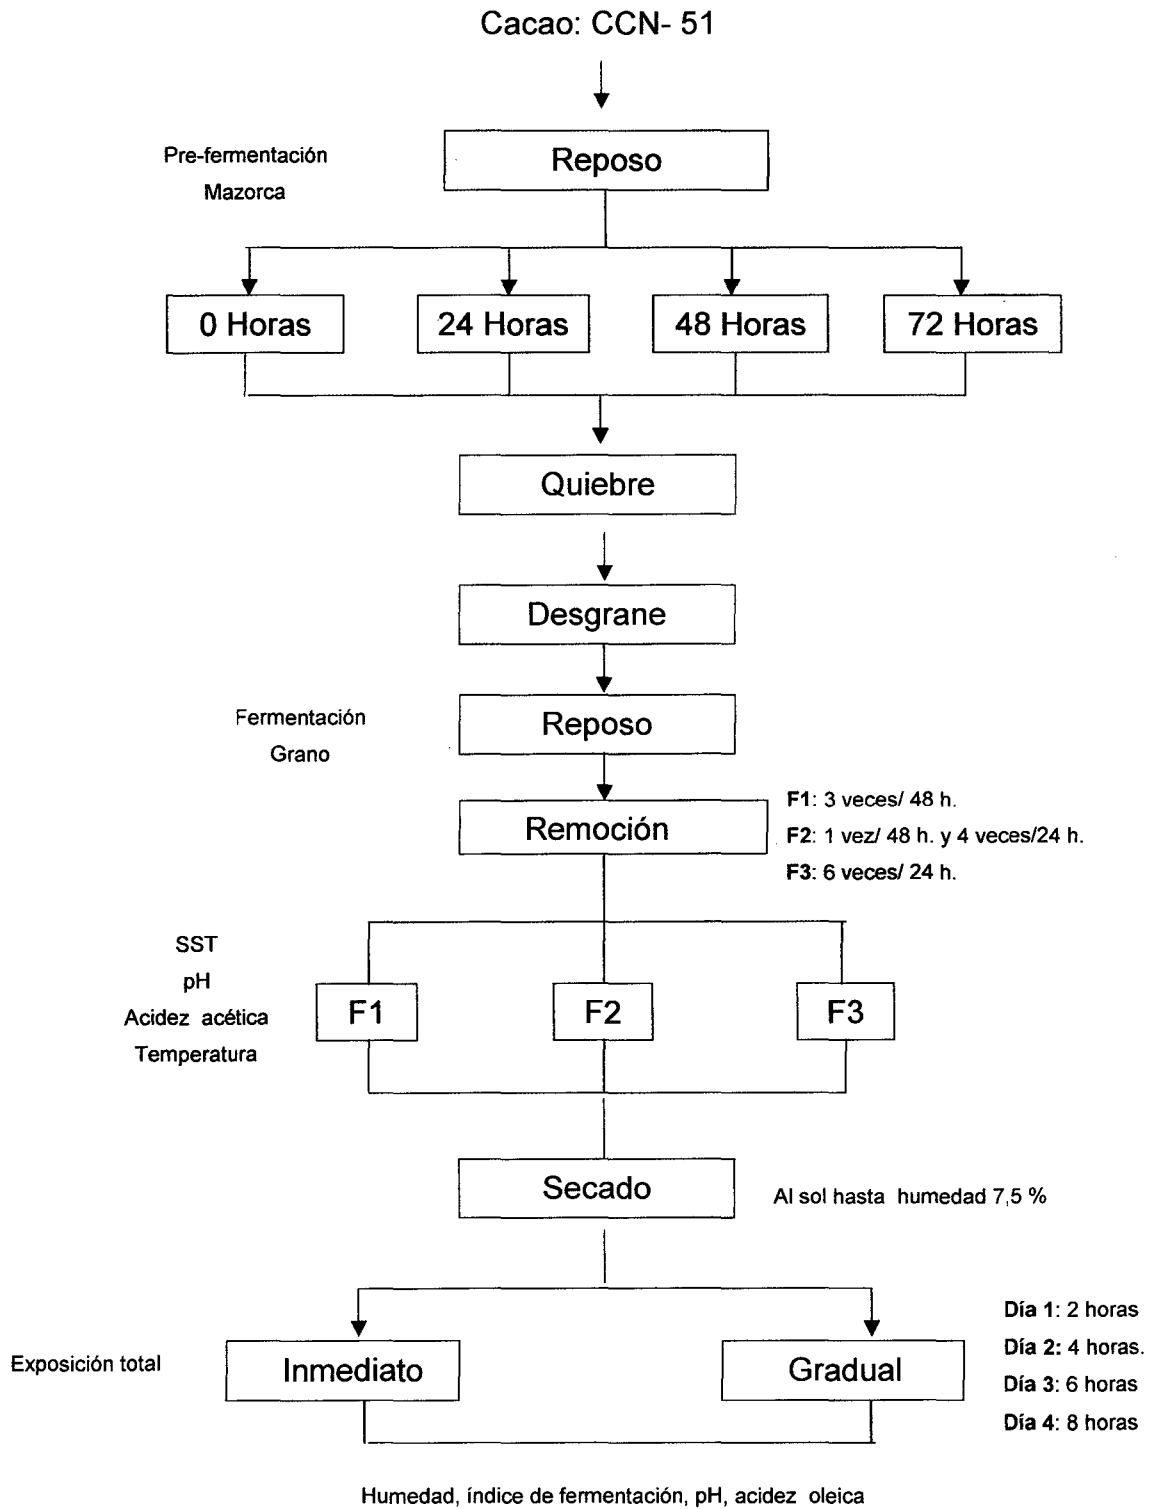 Cacao: CCN- 51
Pre-fermentación
Mazorca
Reposo
0 Horas
24 Horas
48 Horas
72 Horas
Quiebre
Desgrane
Fermentación
Grano
Reposo
Remoción
F1: 3 veces/ 48 h.
F2: 1 vez/ 48 h. y 4 veces/24 h.
F3: 6 veces/ 24 h.
SST
pH
Acidez acética
Temperatura
F1
F2
F3
Secado
Al sol hasta humedad 7,5 %
Exposición total
Inmediato
Gradual
Día 1: 2 horas
Día 2: 4 horas.
Día 3: 6 horas
Día 4: 8 horas
Humedad, índice de fermentación, pH, acidez oleica